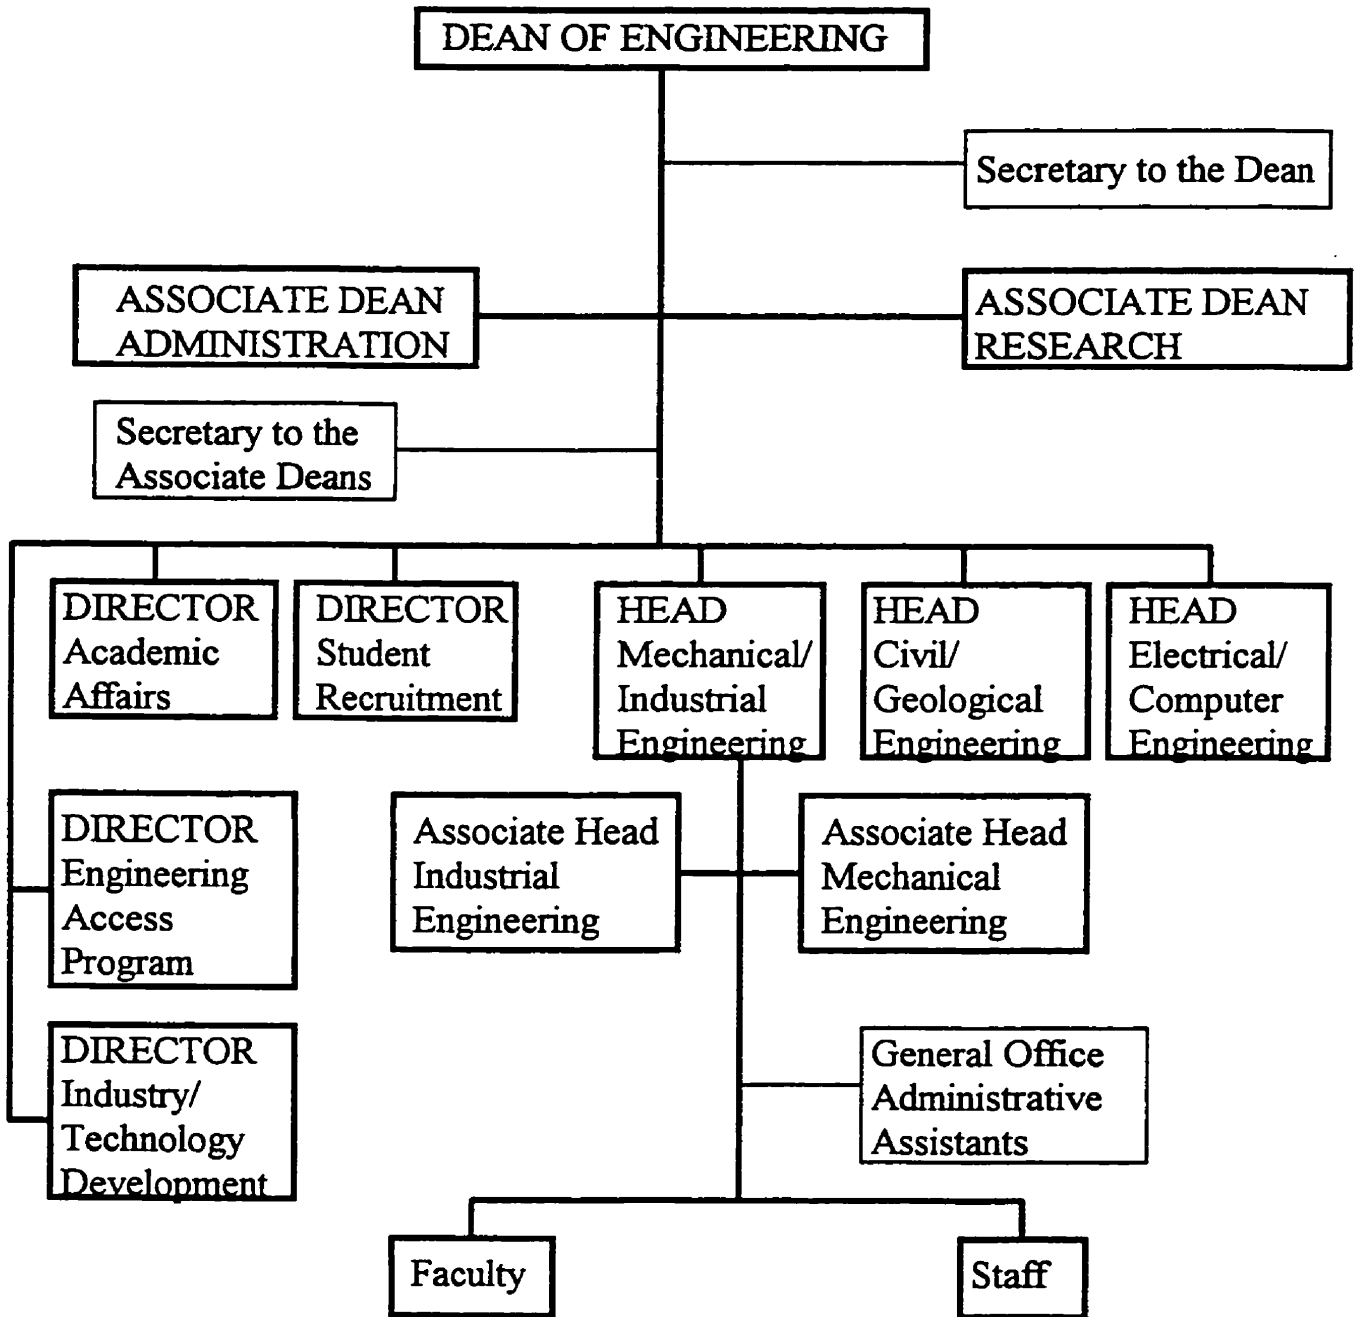 DEAN OF ENGINEERING
Secretary to the Dean
ASSOCIATE DEAN
ADMINISTRATION
ASSOCIATE DEAN
RESEARCH
Secretary to the
Associate Deans
DIRECTOR
Academic
Affairs
DIRECTOR
Student
Recruitment
HEAD
Mechanical/
Industrial
Engineering
HEAD
Civil/
Geological
Engineering
HEAD
Electrical/
Computer
Engineering
DIRECTOR
Engineering
Access
Program
Associate Head
Industrial
Engineering
Associate Head
Mechanical
Engineering
DIRECTOR
Industry/
Technology
Development
General Office
Administrative
Assistants
Faculty
Staff